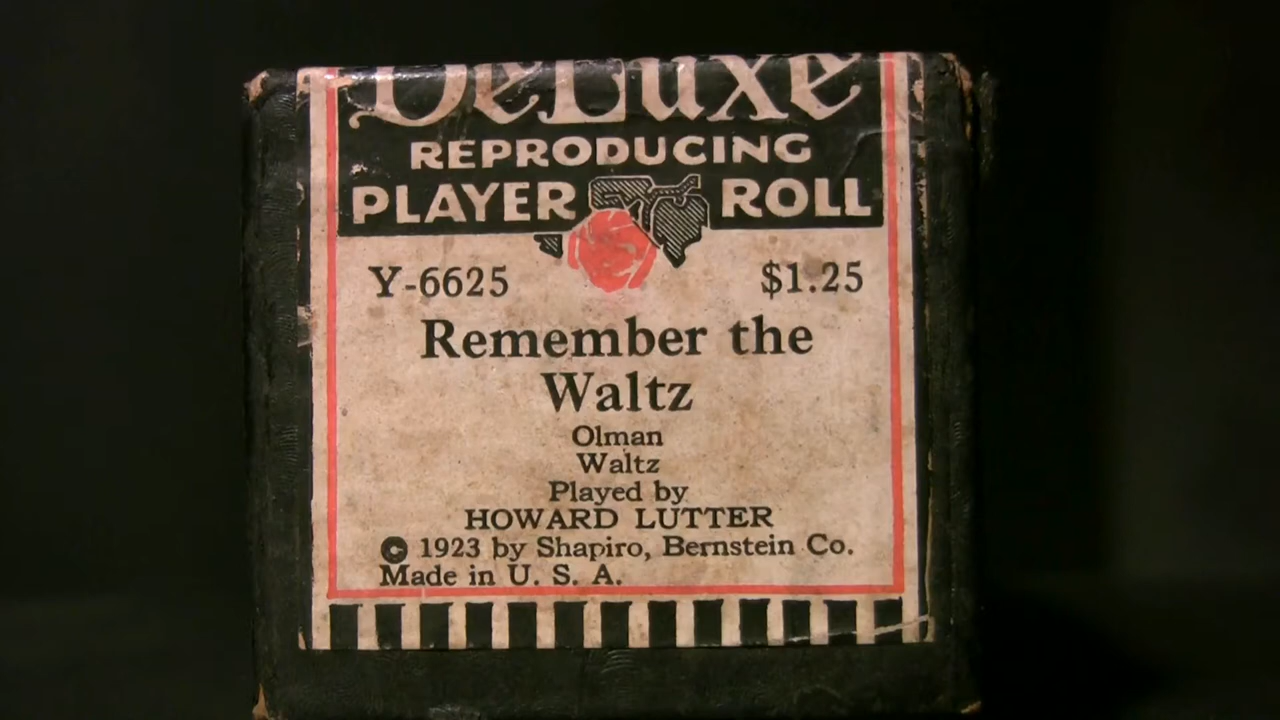 DeLuxe
REPRODUCING
PLAYER ROLL
Y-6625 $1.25
Remember the
Waltz
Olman
Waltz
Played by
HOWARD LUTTER
© 1923 by Shapiro, Bernstein Co.
Made in U. S. A.